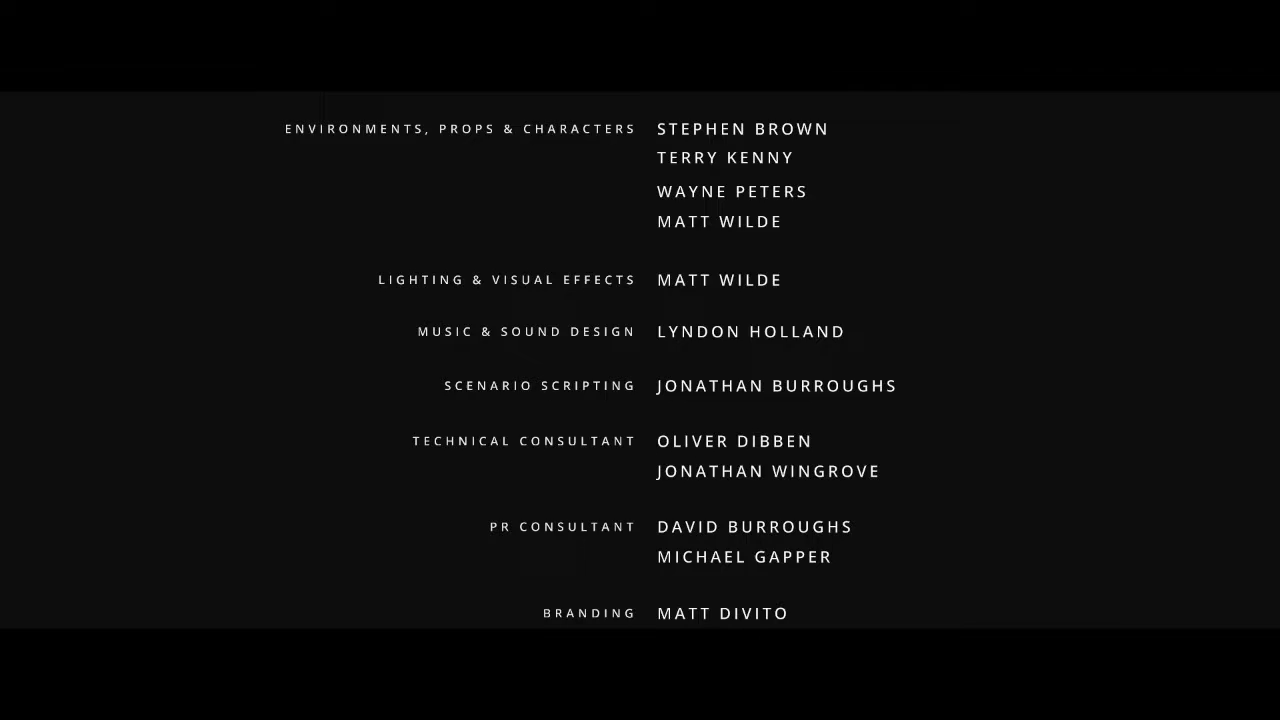 ENVIRONMENTS, PROPS & CHARACTERS STEPHEN BROWN
TERRY KENNY
WAYNE PETERS
MATT WILDE
LIGHTING & VISUAL EFFECTS MATT WILDE
MUSIC & SOUND DESIGN LYNDON HOLLAND
SCENARIO SCRIPTING JONATHAN BURROUGHS
TECHNICAL CONSULTANT OLIVER DIBBEN
JONATHAN WINGROVE
PR CONSULTANT DAVID BURROUGHS
MICHAEL GAPPER
BRANDING MATT DIVITO